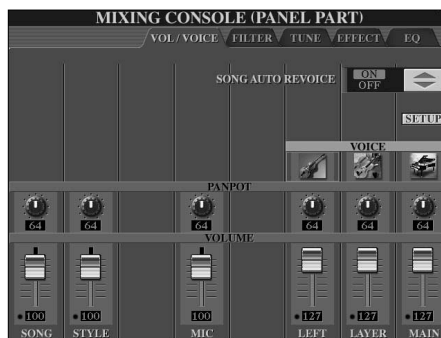 MIXING CONSOLE (PANEL PART)
VOL / VOICE FILTER TUNE EFFECT EQ
SONG AUTO REVOICE ON
OFF
SETUP
VOICE
PANPOT
64 64 64 64 64 64
VOLUME
100 100 100 127 127 127
SONG STYLE MIC LEFT LAYER MAIN